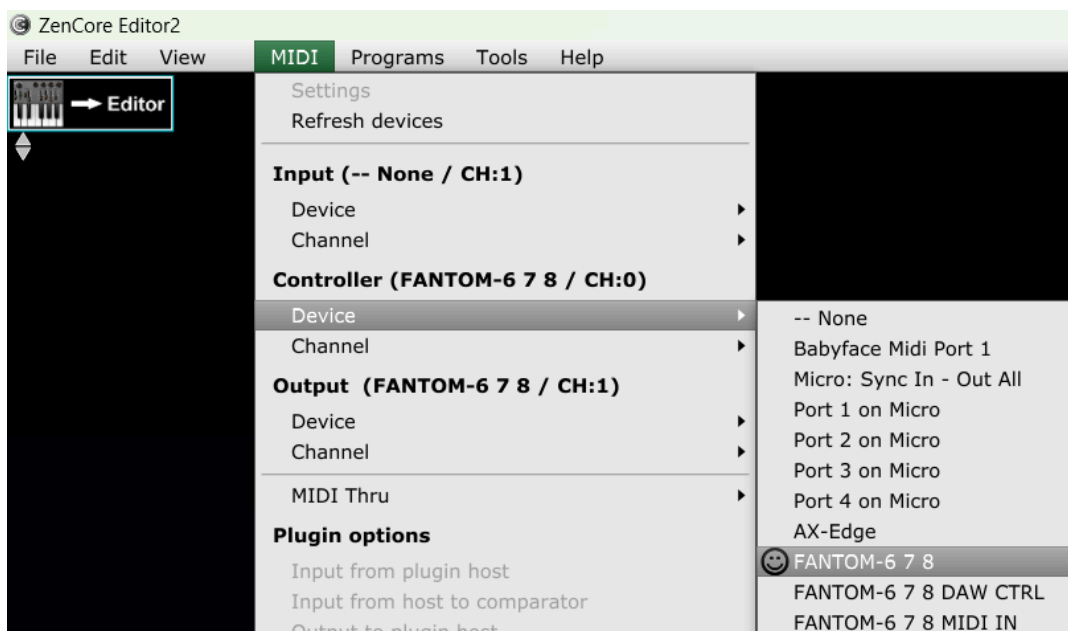 ZenCore Editor2
File Edit View MIDI Programs Tools Help
Editor
Settings
Refresh devices
Input (-- None / CH:1)
Device
Channel
Controller (FANTOM-6 7 8 / CH:0)
Device
Channel
Output (FANTOM-6 7 8 / CH:1)
Device
Channel
MIDI Thru
Plugin options
Input from plugin host
Input from host to comparator
Output to plugin host
-- None
Babyface Midi Port 1
Micro: Sync In - Out All
Port 1 on Micro
Port 2 on Micro
Port 3 on Micro
Port 4 on Micro
AX-Edge
FANTOM-6 7 8
FANTOM-6 7 8 DAW CTRL
FANTOM-6 7 8 MIDI IN